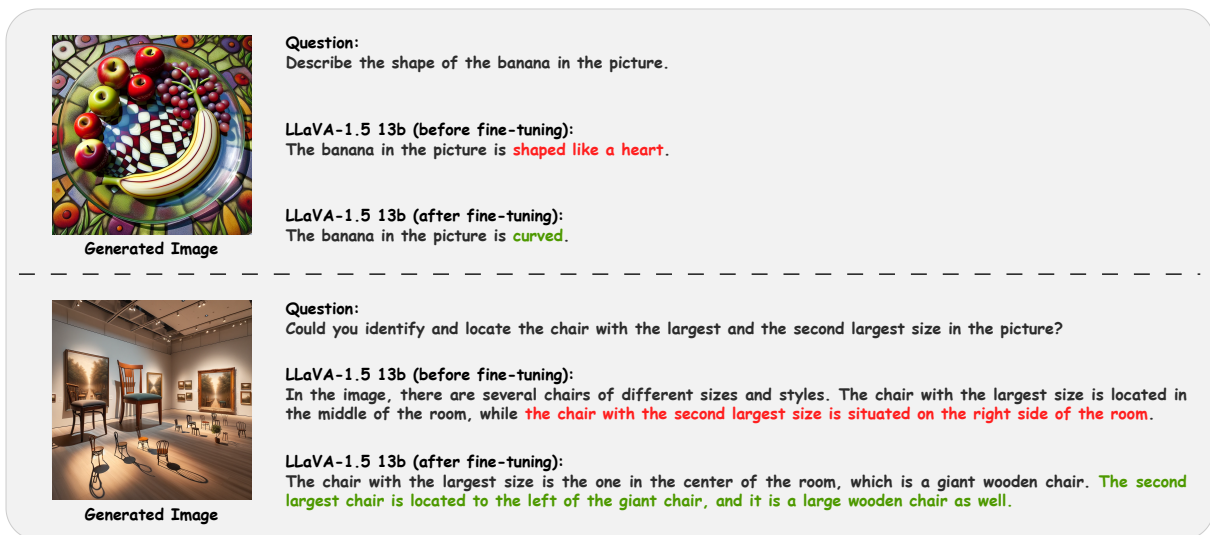 Question:
Describe the shape of the banana in the picture.
LLaVA-1.5 13b (before fine-tuning):
The banana in the picture is shaped like a heart.
LLaVA-1.5 13b (after fine-tuning):
The banana in the picture is curved.
Generated Image
Question:
Could you identify and locate the chair with the largest and the second largest size in the picture?
LLaVA-1.5 13b (before fine-tuning):
In the image, there are several chairs of different sizes and styles. The chair with the largest size is located in
the middle of the room, while the chair with the second largest size is situated on the right side of the room.
LLaVA-1.5 13b (after fine-tuning):
The chair with the largest size is the one in the center of the room, which is a giant wooden chair. The second
largest chair is located to the left of the giant chair, and it is a large wooden chair as well.
Generated Image